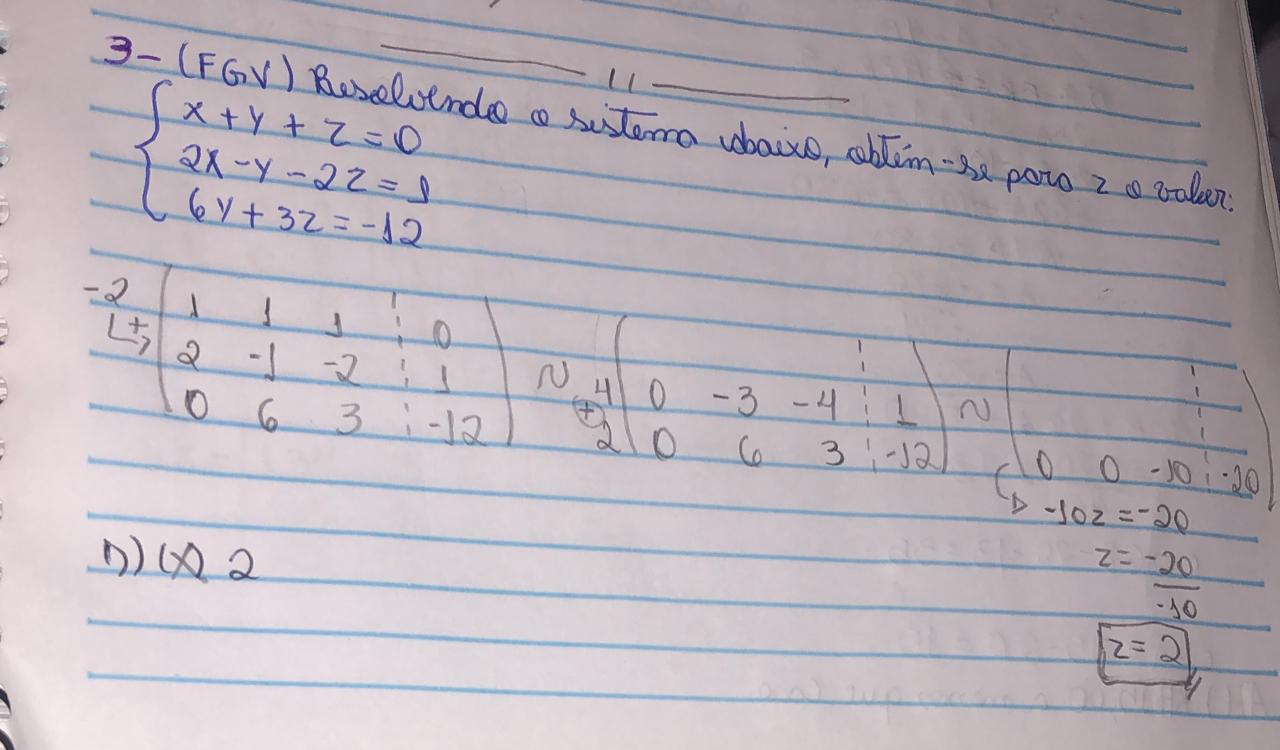 3- (FGV) Resolvendo o sistema abaixo, obtém-se para z o valor:
x + y + z = 0
2x - y - 2z = 1
6y + 3z = -12
-2 | 1 1 1 ¦ 0 |
+ | 2 -1 -2 ¦ 1 | ~ 4 | 0 -3 -4 ¦ 1 | ~
| 0 6 3 ¦ -12 | + 2 | 0 6 3 ¦ -12 | | 0 0 -10 ¦ -20 |
-10z = -20
z = -20
-10
z = 2
D) (x) 2